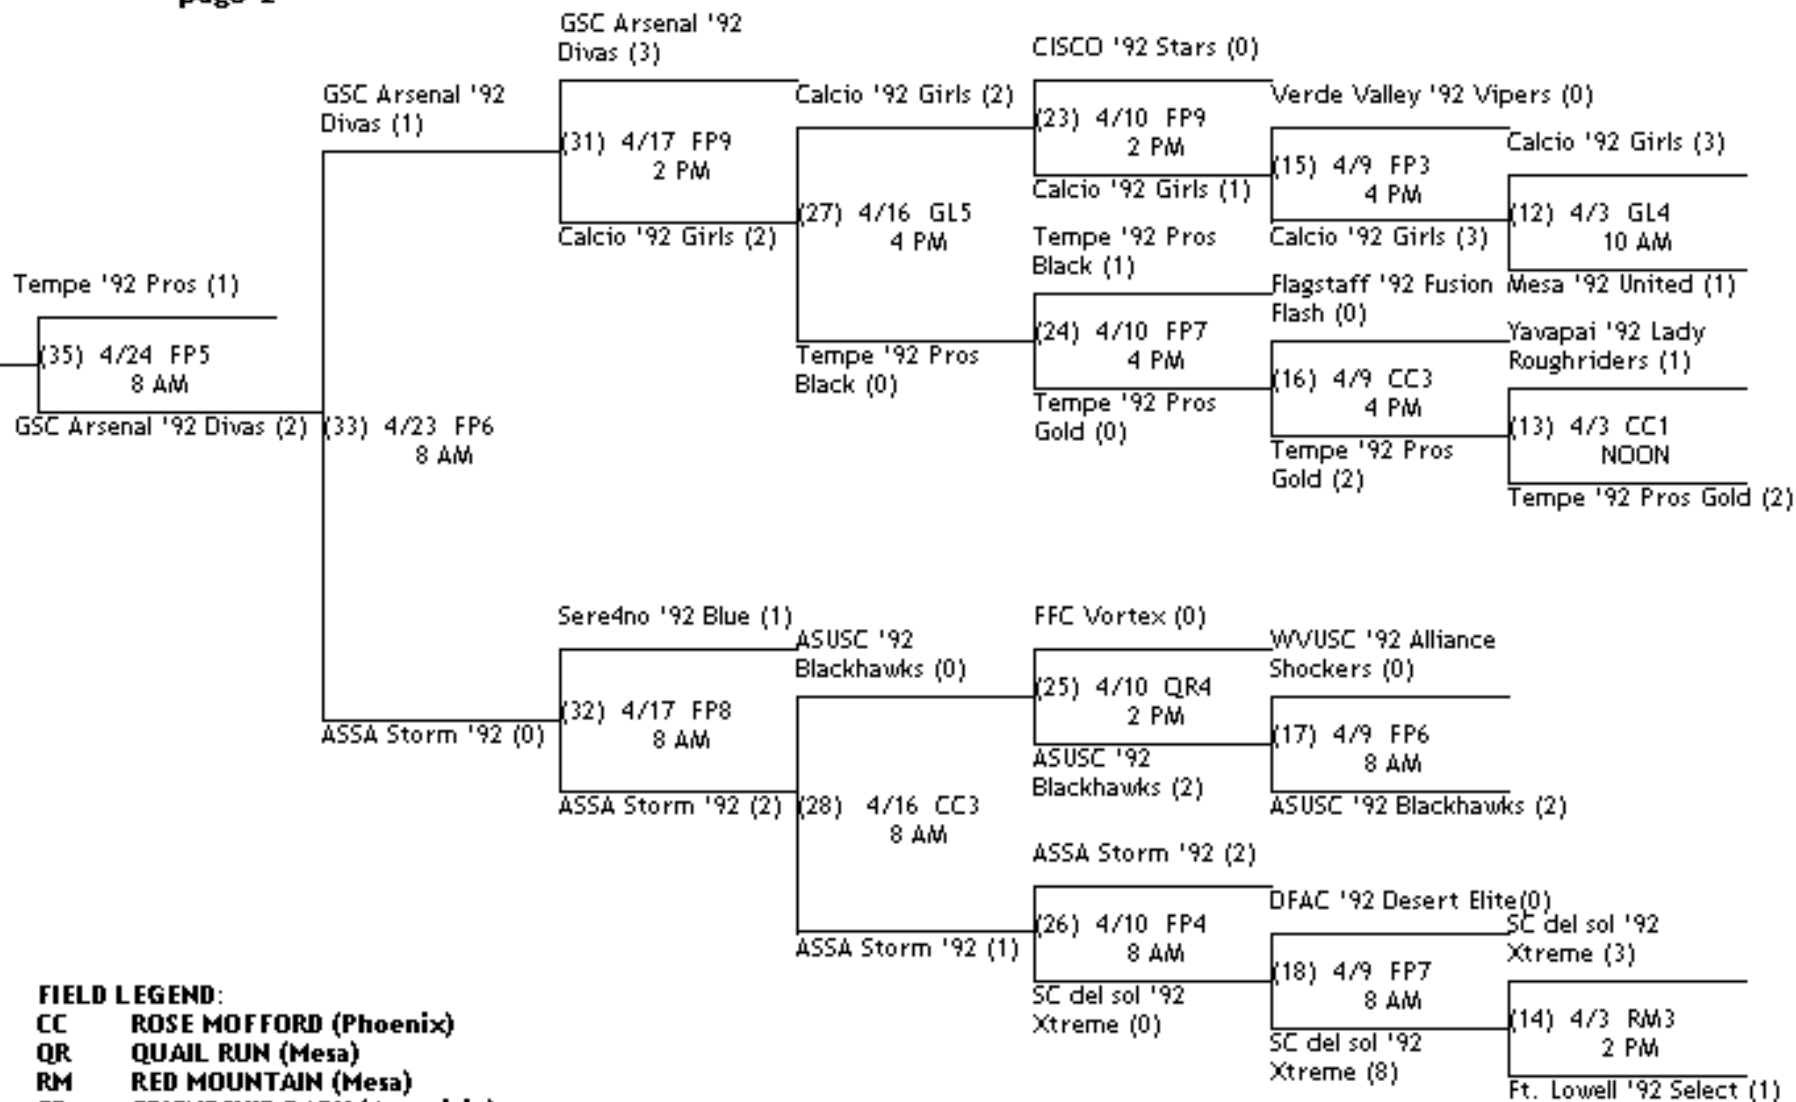 GSC Arsenal '92
Divas (3)
CISCO '92 Stars (0)
GSC Arsenal '92
Divas (1)
Calcio '92 Girls (2)
Verde Valley '92 Vipers (0)
(31) 4/17 FP9
2 PM
(23) 4/10 FP9
2 PM
Calcio '92 Girls (3)
(15) 4/9 FP3
4 PM
Calcio '92 Girls (1)
(27) 4/16 GL5
4 PM
(12) 4/3 GL4
10 AM
Calcio '92 Girls (2)
Tempe '92 Pros
Black (1)
Calcio '92 Girls (3)
Tempe '92 Pros (1)
Flagstaff '92 Fusion
Flash (0)
Mesa '92 United (1)
(35) 4/24 FP5
8 AM
(24) 4/10 FP7
4 PM
Yavapai '92 Lady
Roughriders (1)
Tempe '92 Pros
Black (0)
(16) 4/9 CC3
4 PM
GSC Arsenal '92 Divas (2)
(33) 4/23 FP6
8 AM
Tempe '92 Pros
Gold (0)
(13) 4/3 CC1
NOON
Tempe '92 Pros
Gold (2)
Tempe '92 Pros Gold (2)
Sere4no '92 Blue (1)
FFC Vortex (0)
ASUSC '92
Blackhawks (0)
WVUSC '92 Alliance
Shockers (0)
(32) 4/17 FP8
8 AM
(25) 4/10 QR4
2 PM
ASSA Storm '92 (0)
(17) 4/9 FP6
8 AM
ASUSC '92
Blackhawks (2)
ASSA Storm '92 (2)
(28) 4/16 CC3
8 AM
ASUSC '92 Blackhawks (2)
ASSA Storm '92 (2)
DFAC '92 Desert Elite(0)
(26) 4/10 FP4
8 AM
SC del sol '92
Xtreme (3)
ASSA Storm '92 (1)
(18) 4/9 FP7
8 AM
SC del sol '92
Xtreme (0)
(14) 4/3 RM3
2 PM
SC del sol '92
Xtreme (8)
Ft. Lowell '92 Select (1)
FIELD LEGEND:
CC ROSE MOFFORD (Phoenix)
QR QUAIL RUN (Mesa)
RM RED MOUNTAIN (Mesa)